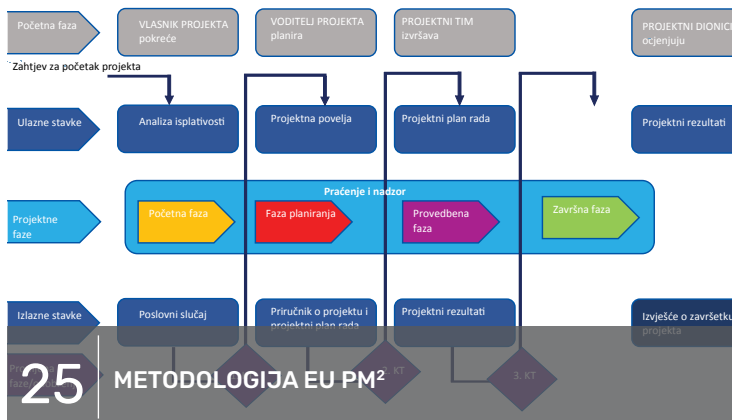 Početna faza
VLASNIK PROJEKTA
pokreće
VODITELJ PROJEKTA
planira
PROJEKTNI TIM
izvršava
PROJEKTNI DIONICI
ocjenjuju
Zahtjev za početak projekta
Ulazne stavke
Analiza isplativosti
Projektna povelja
Projektni plan rada
Projektni rezultati
Praćenje i nadzor
Projektne
faze
Početna faza
Faza planiranja
Provedbena
faza
Završna faza
Izlazne stavke
Poslovni slučaj
Priručnik o projektu i
projektni plan rada
Projektni rezultati
Izvješće o završetku
projekta
2. KT
3. KT
25
METODOLOGIJA EU PM²